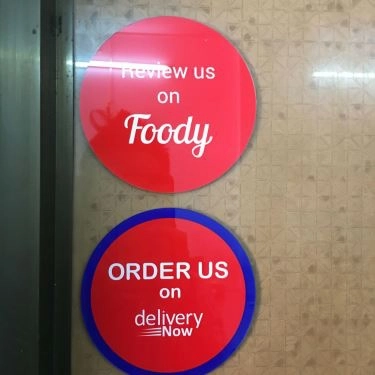 Review us
on
Foody
ORDER US
on
delivery
Now